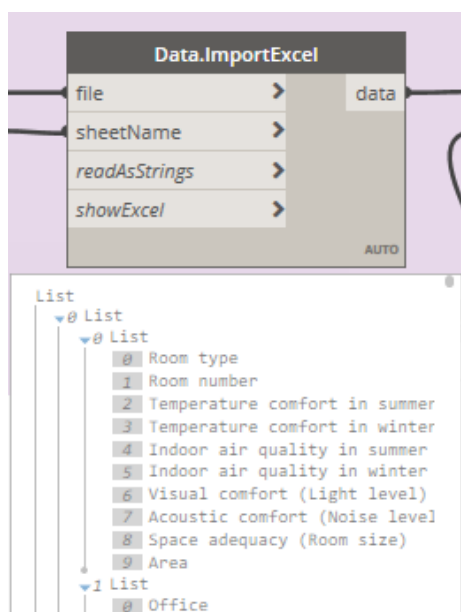 Data.ImportExcel
file > data
sheetName >
readAsStrings >
showExcel >
AUTO
List
0 List
0 List
0 Room type
1 Room number
2 Temperature comfort in summer
3 Temperature comfort in winter
4 Indoor air quality in summer
5 Indoor air quality in winter
6 Visual comfort (Light level)
7 Acoustic comfort (Noise level
8 Space adequacy (Room size)
9 Area
1 List
0 Office